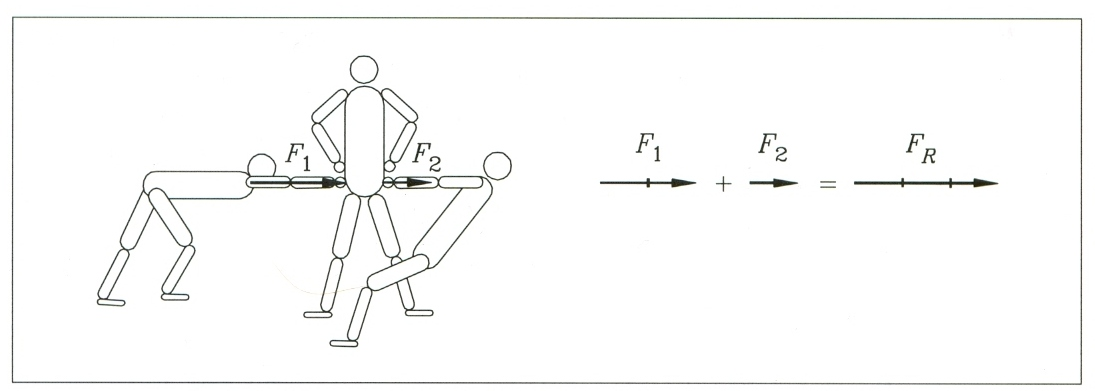 F1 F2
F1 + F2 = FR